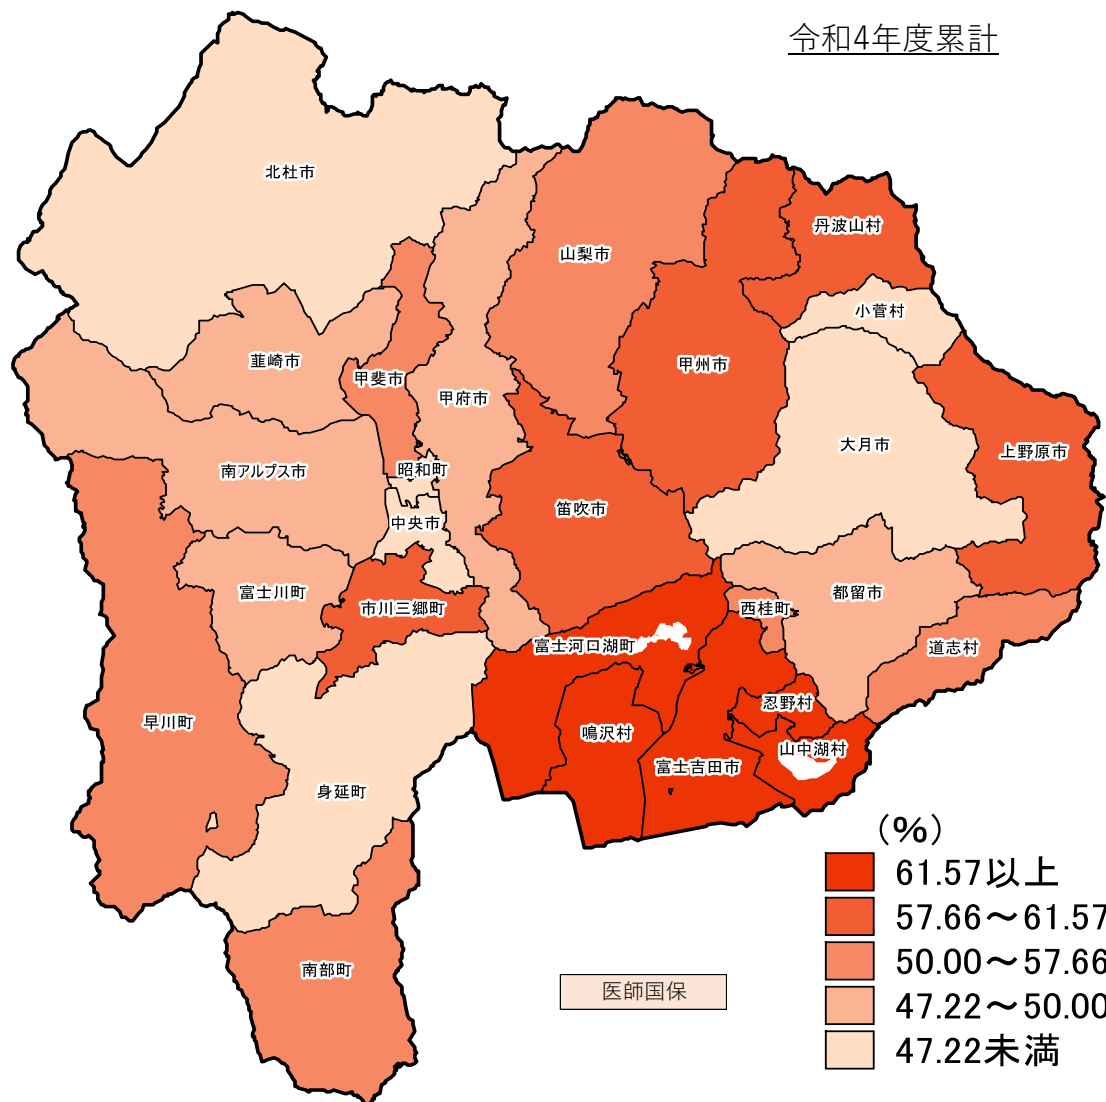 令和4年度累計
北杜市
丹波山村
山梨市
小菅村
韮崎市
甲州市
甲斐市
甲府市
大月市
上野原市
昭和町
南アルプス市
笛吹市
中央市
富士川町
都留市
市川三郷町
西桂町
富士河口湖町
道志村
忍野村
早川町
鳴沢村
山中湖村
富士吉田市
身延町
南部町
医師国保
(%)
61.57以上
57.66～61.57
50.00～57.66
47.22～50.00
47.22未満